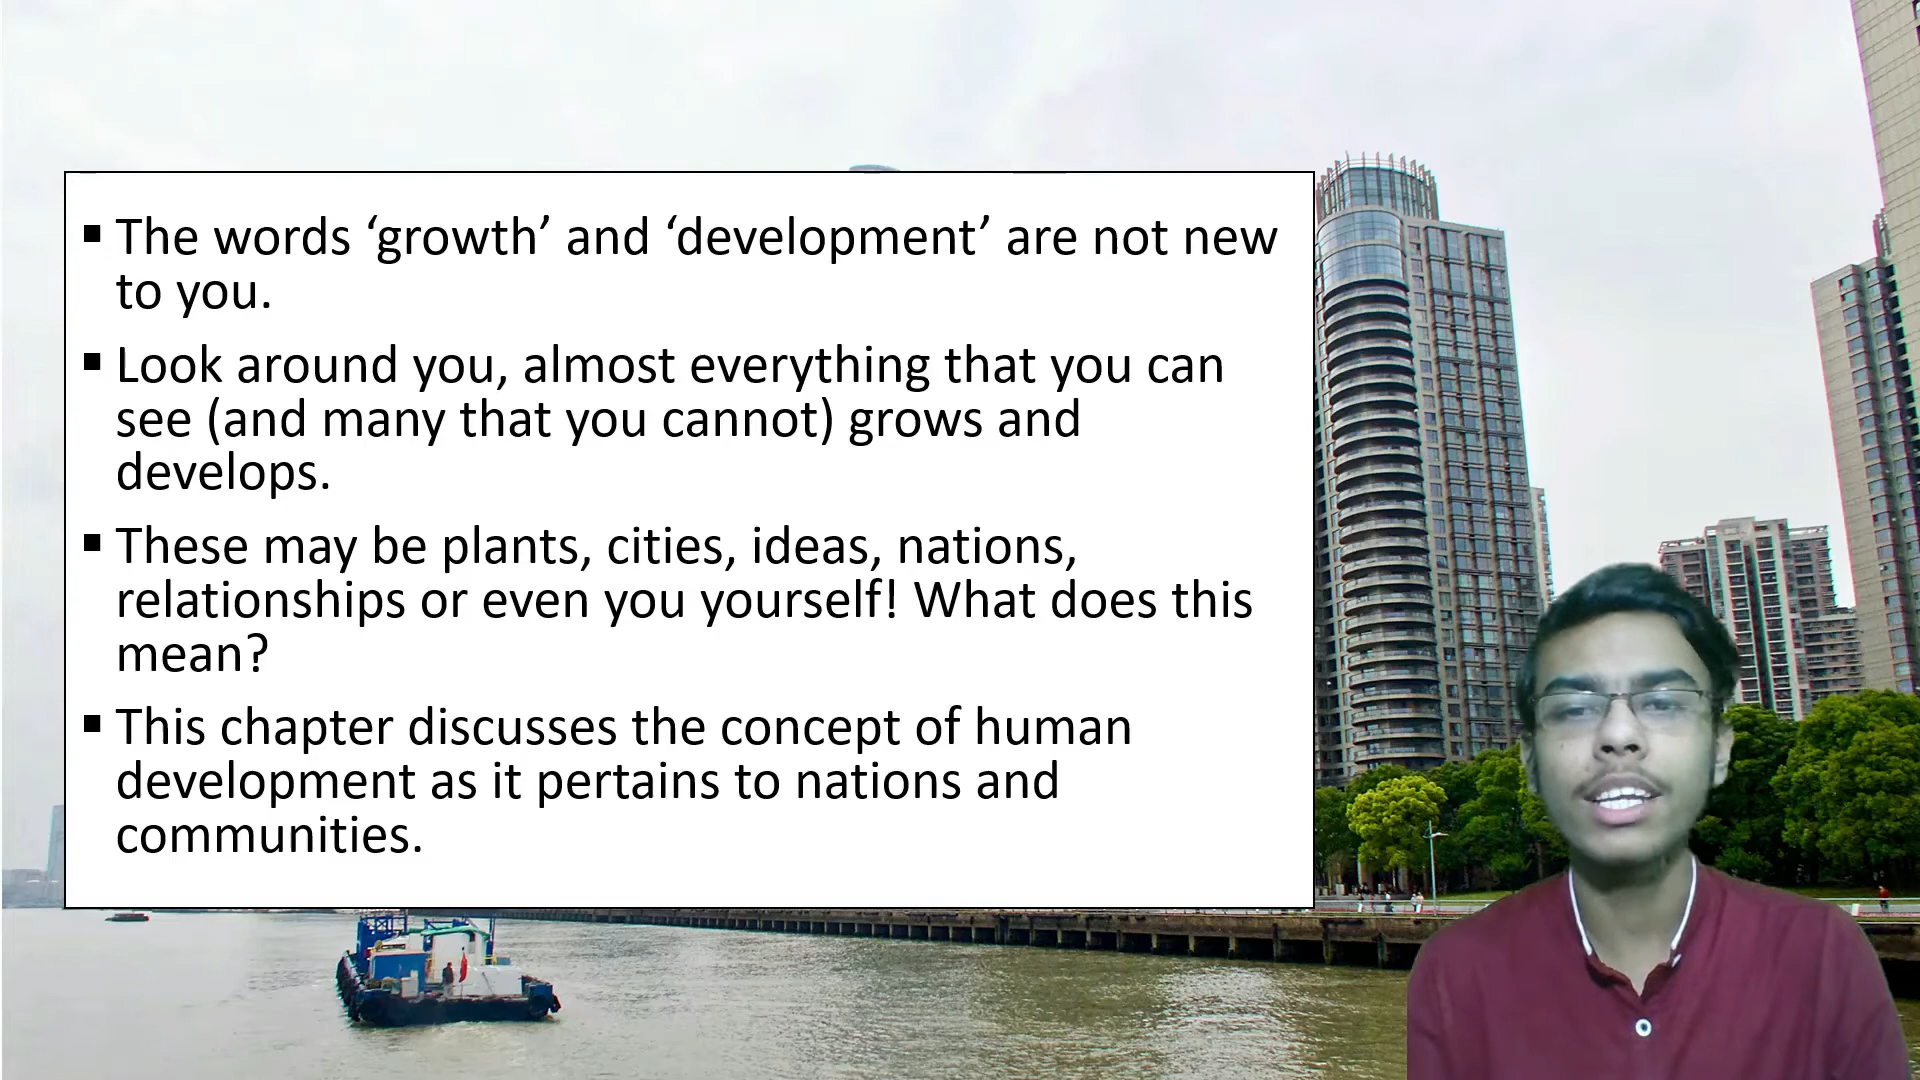 ▪ The words ‘growth’ and ‘development’ are not new
to you.
▪ Look around you, almost everything that you can
see (and many that you cannot) grows and
develops.
▪ These may be plants, cities, ideas, nations,
relationships or even you yourself! What does this
mean?
▪ This chapter discusses the concept of human
development as it pertains to nations and
communities.